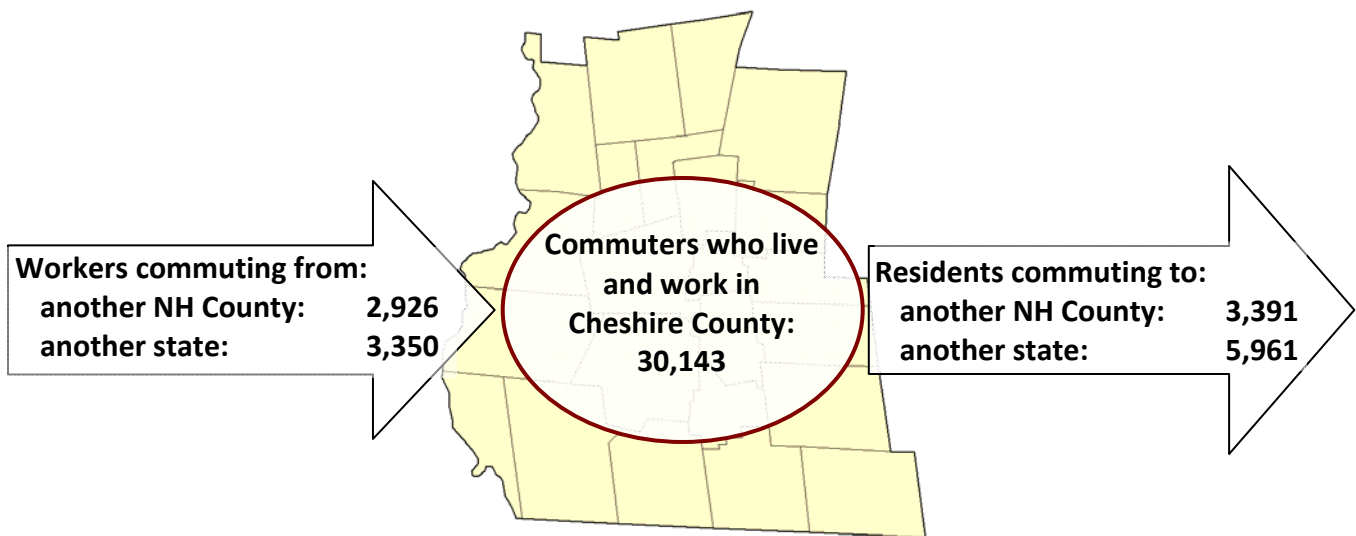 Workers commuting from:
another NH County: 2,926
another state: 3,350
Commuters who live
and work in
Cheshire County:
30,143
Residents commuting to:
another NH County: 3,391
another state: 5,961